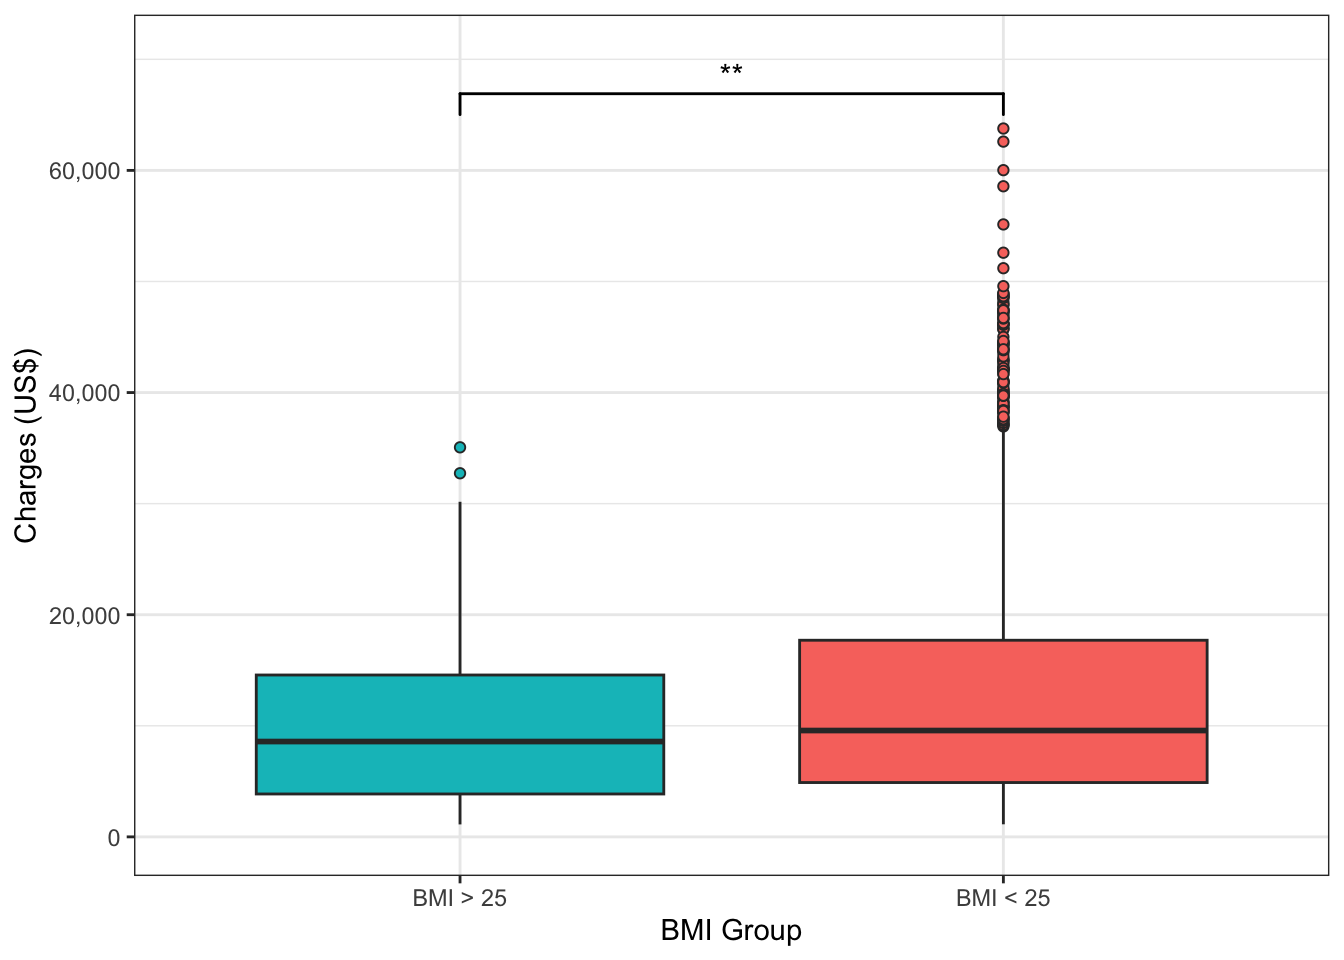 **
60,000
40,000
20,000
0
Charges (US$)
BMI > 25
BMI < 25
BMI Group